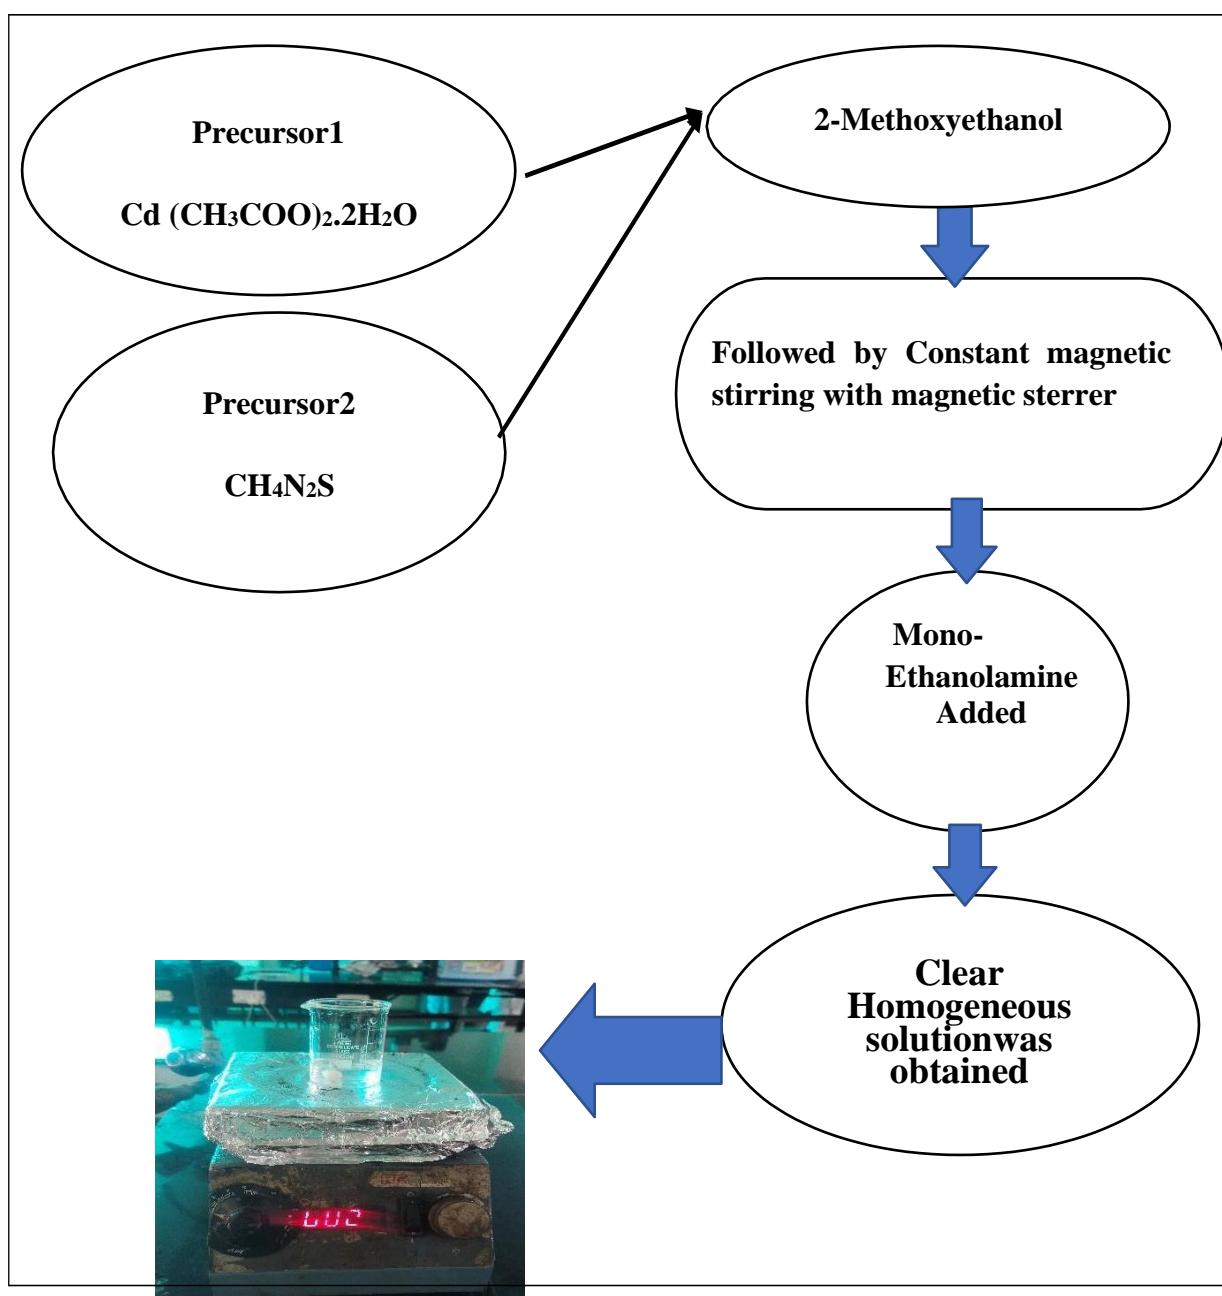 Precursor1
Cd (CH₃COO)₂.2H₂O
Precursor2
CH₄N₂S
2-Methoxyethanol
Followed by Constant magnetic
stirring with magnetic sterrer
Mono-
Ethanolamine
Added
Clear
Homogeneous
solutionwas
obtained